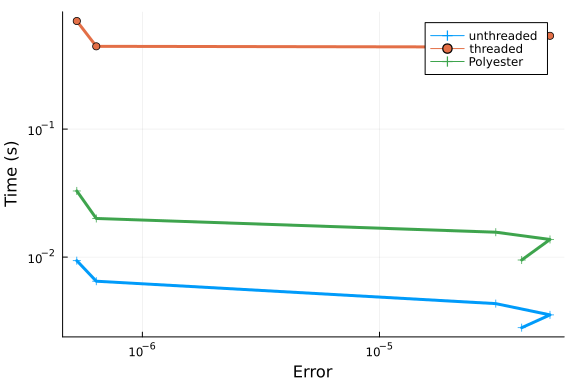 unthreaded
threaded
Polyester
Time (s)
10⁻¹
10⁻²
10⁻⁶
10⁻⁵
Error